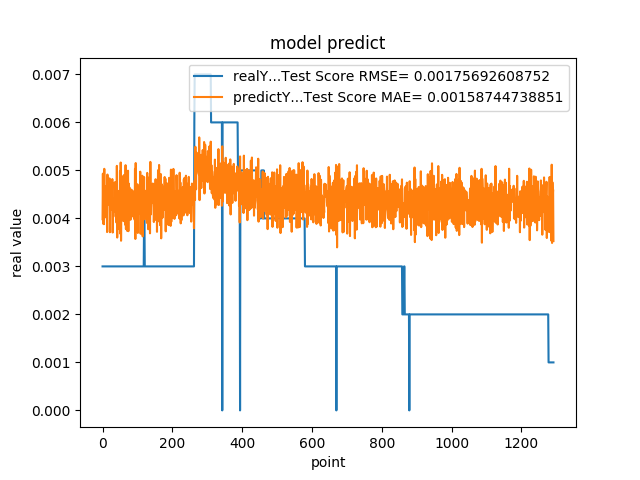 model predict
realY...Test Score RMSE= 0.00175692608752
predictY...Test Score MAE= 0.00158744738851
0.007
0.006
0.005
0.004
0.003
0.002
0.001
0.000
real value
0 200 400 600 800 1000 1200
point